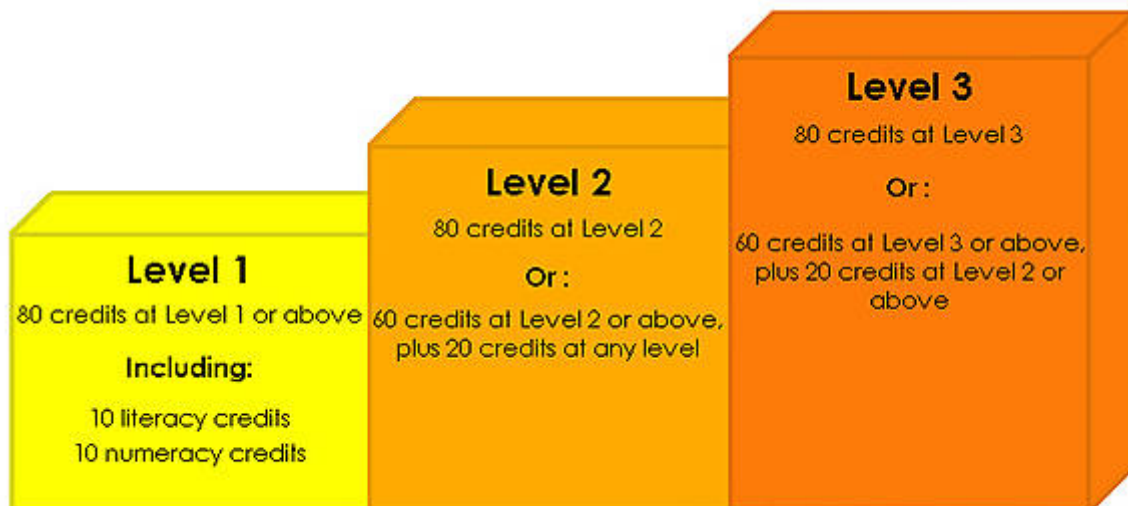 Level 1
80 credits at Level 1 or above
Including:
10 literacy credits
10 numeracy credits
Level 2
80 credits at Level 2
Or :
60 credits at Level 2 or above,
plus 20 credits at any level
Level 3
80 credits at Level 3
Or :
60 credits at Level 3 or above,
plus 20 credits at Level 2 or
above